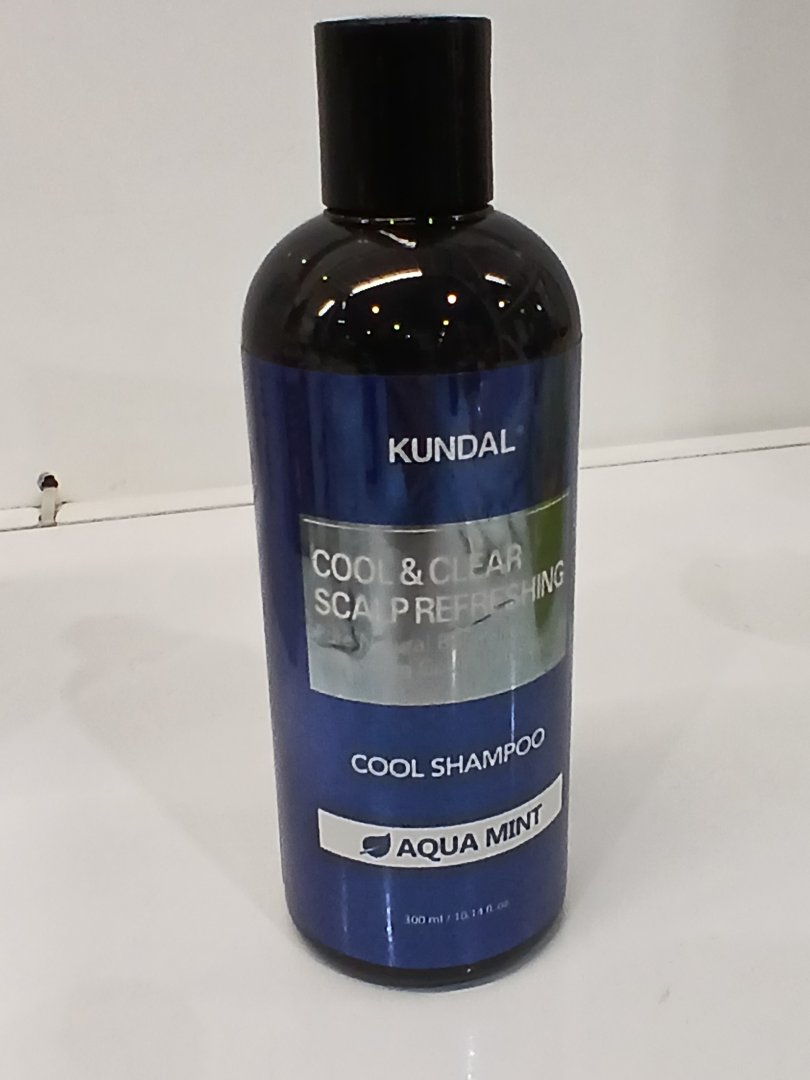 KUNDAL
COOL & CLEAR
SCALP REFRESHING
COOL SHAMPOO
AQUA MINT
300 ml / 10.14 fl. oz